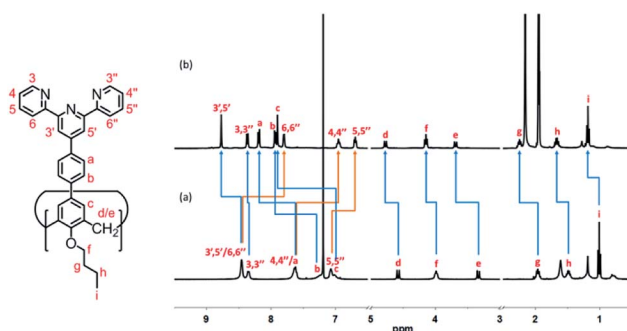 (b)
3',5'
3,3''
a
b
c
6,6''
4,4''
5,5''
d
f
e
g
h
i
(a)
3',5'/6,6''
3,3''
4,4''/a
b
5,5''
c
d
f
e
g
h
i
9
8
7
5
4
3
2
1
ppm
3
4
5
6
N
N
N
3''
4''
5''
6''
3'
5'
a
b
c
d/e
CH2
O
f
g
h
i